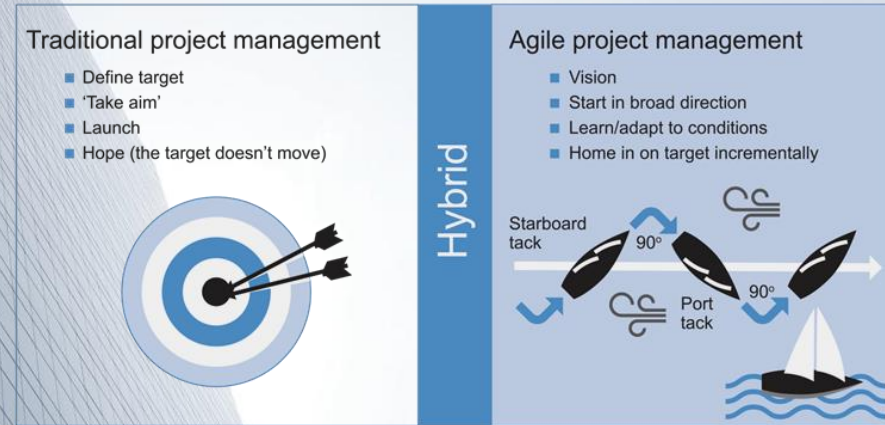 Traditional project management
Define target
‘Take aim’
Launch
Hope (the target doesn’t move)
Hybrid
Agile project management
Vision
Start in broad direction
Learn/adapt to conditions
Home in on target incrementally
Starboard
tack
90°
Port
tack
90°